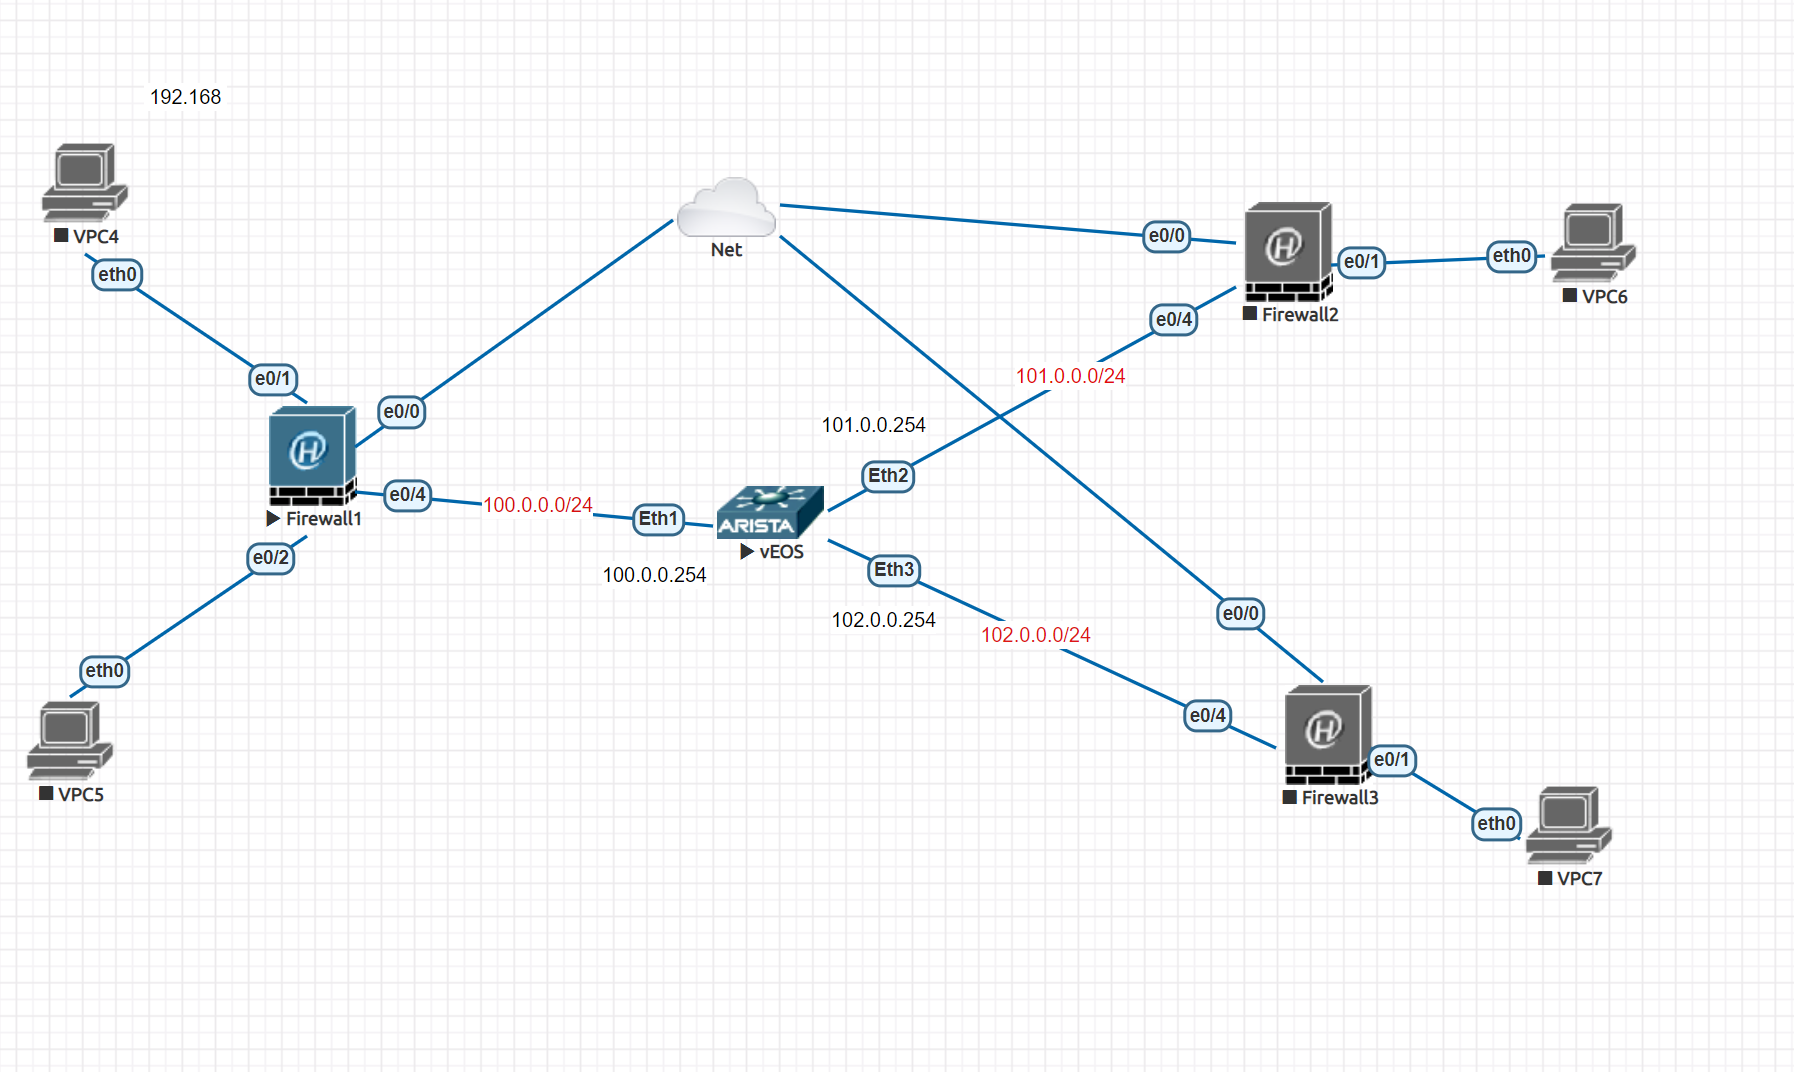 192.168
VPC4
eth0
Net
e0/0
e0/1
eth0
VPC6
Firewall2
e0/4
101.0.0.0/24
e0/1
e0/0
101.0.0.254
Eth2
@H
@H
@H
e0/4
100.0.0.0/24
Eth1
ARISTA
Firewall1
vEOS
e0/2
100.0.0.254
Eth3
102.0.0.254
102.0.0.0/24
e0/0
eth0
VPC5
e0/4
e0/1
Firewall3
eth0
VPC7